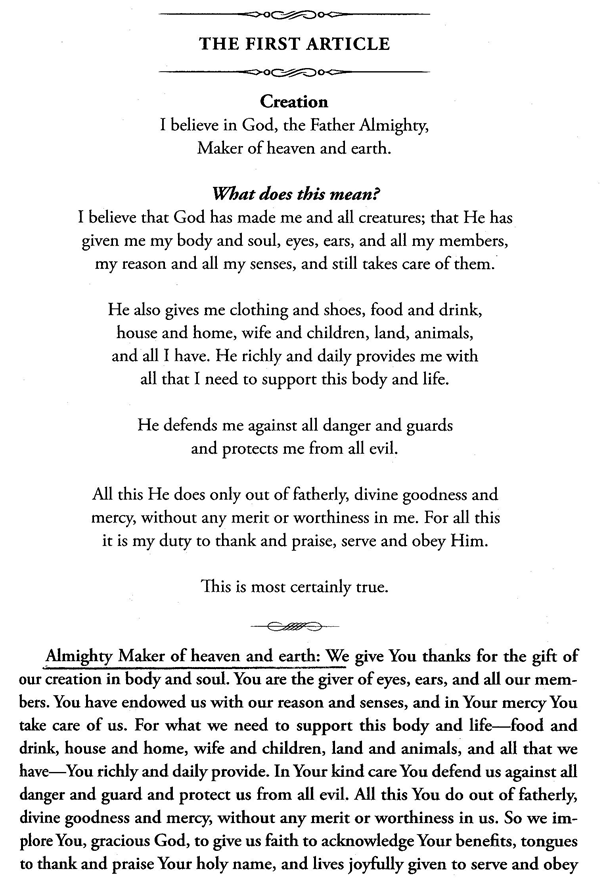 THE FIRST ARTICLE
Creation
I believe in God, the Father Almighty,
Maker of heaven and earth.
What does this mean?
I believe that God has made me and all creatures; that He has
given me my body and soul, eyes, ears, and all my members,
my reason and all my senses, and still takes care of them.
He also gives me clothing and shoes, food and drink,
house and home, wife and children, land, animals,
and all I have. He richly and daily provides me with
all that I need to support this body and life.
He defends me against all danger and guards
and protects me from all evil.
All this He does only out of fatherly, divine goodness and
mercy, without any merit or worthiness in me. For all this
it is my duty to thank and praise, serve and obey Him.
This is most certainly true.
Almighty Maker of heaven and earth: We give You thanks for the gift of
our creation in body and soul. You are the giver of eyes, ears, and all our mem-
bers. You have endowed us with our reason and senses, and in Your mercy You
take care of us. For what we need to support this body and life—food and
drink, house and home, wife and children, land and animals, and all that we
have—You richly and daily provide. In Your kind care You defend us against all
danger and guard and protect us from all evil. All this You do out of fatherly,
divine goodness and mercy, without any merit or worthiness in us. So we im-
plore You, gracious God, to give us faith to acknowledge Your benefits, tongues
to thank and praise Your holy name, and lives joyfully given to serve and obey